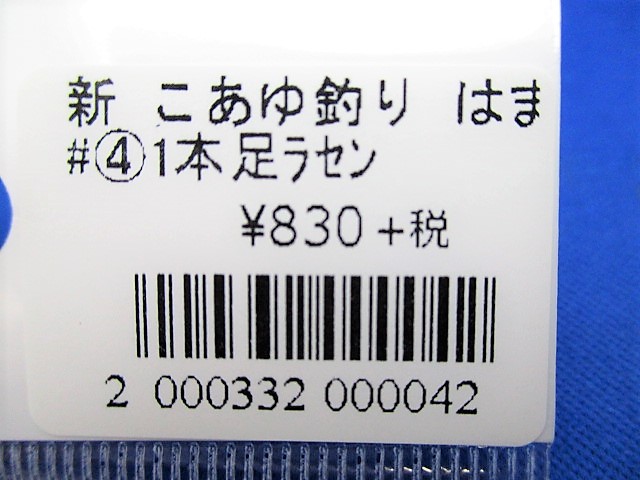 新 こあゆ釣り はま
#④1本足ラセン
¥830+税
2 000332 000042